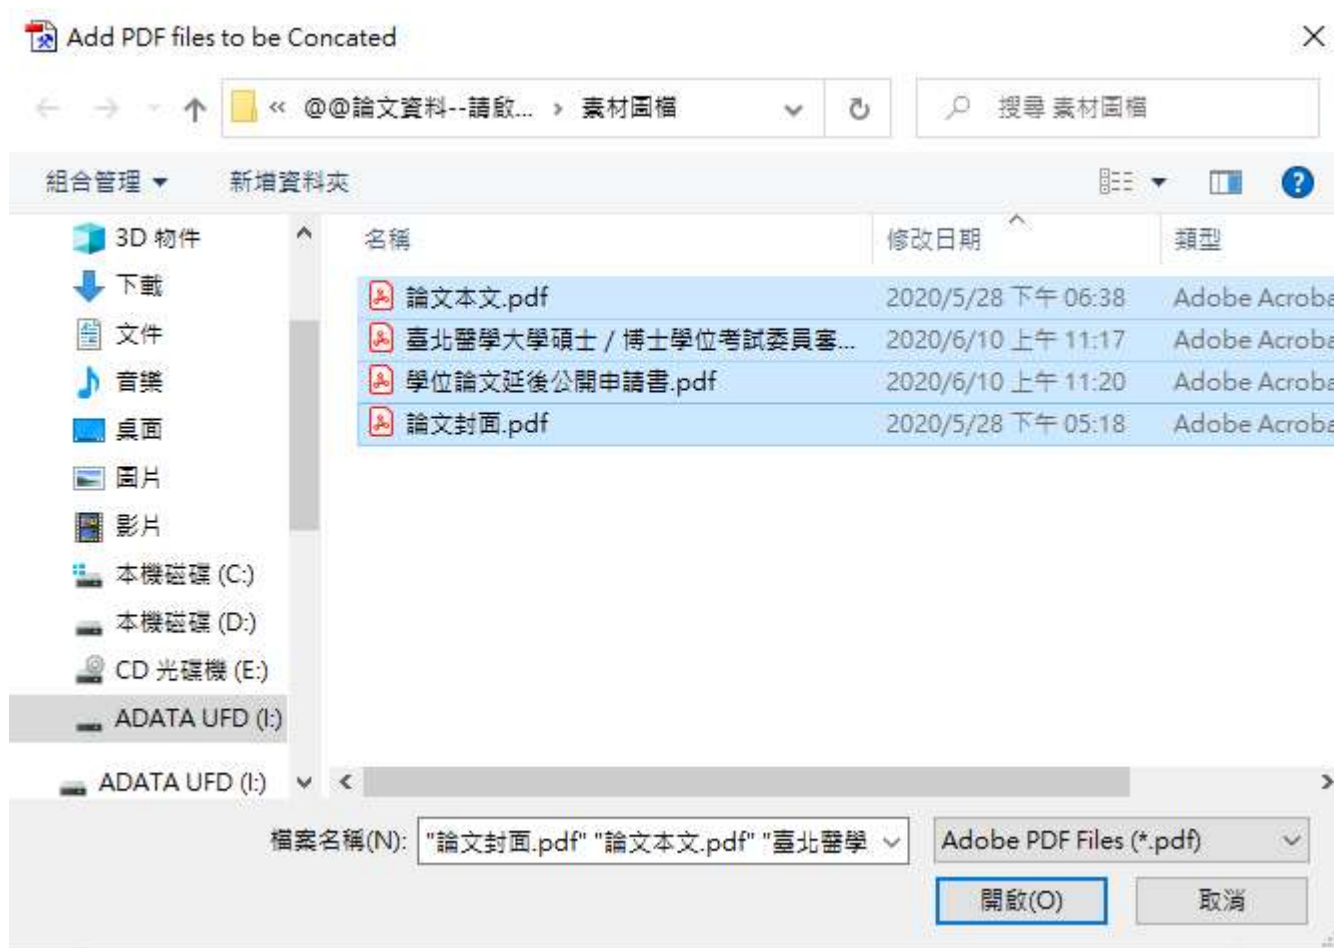 Add PDF files to be Concated
« @@論文資料--請啟... › 素材圖檔
搜尋 素材圖檔
組合管理
新增資料夾
3D 物件
下載
文件
音樂
桌面
圖片
影片
本機磁碟 (C:)
本機磁碟 (D:)
CD 光碟機 (E:)
ADATA UFD (I:)
ADATA UFD (I:)
名稱 修改日期 類型
論文本文.pdf 2020/5/28 下午 06:38 Adobe Acroba
臺北醫學大學碩士 / 博士學位考試委員審... 2020/6/10 上午 11:17 Adobe Acroba
學位論文延後公開申請書.pdf 2020/6/10 上午 11:20 Adobe Acroba
論文封面.pdf 2020/5/28 下午 05:18 Adobe Acroba
檔案名稱(N): "論文封面.pdf" "論文本文.pdf" "臺北醫學
Adobe PDF Files (*.pdf)
開啟(O)
取消